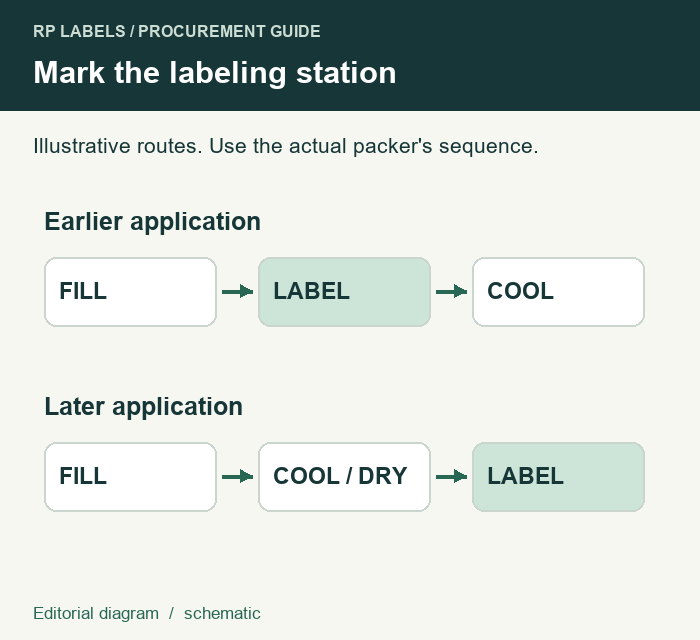 RP LABELS / PROCUREMENT GUIDE
Mark the labeling station
Illustrative routes. Use the actual packer's sequence.
Earlier application
FILL
LABEL
COOL
Later application
FILL
COOL / DRY
LABEL
Editorial diagram / schematic